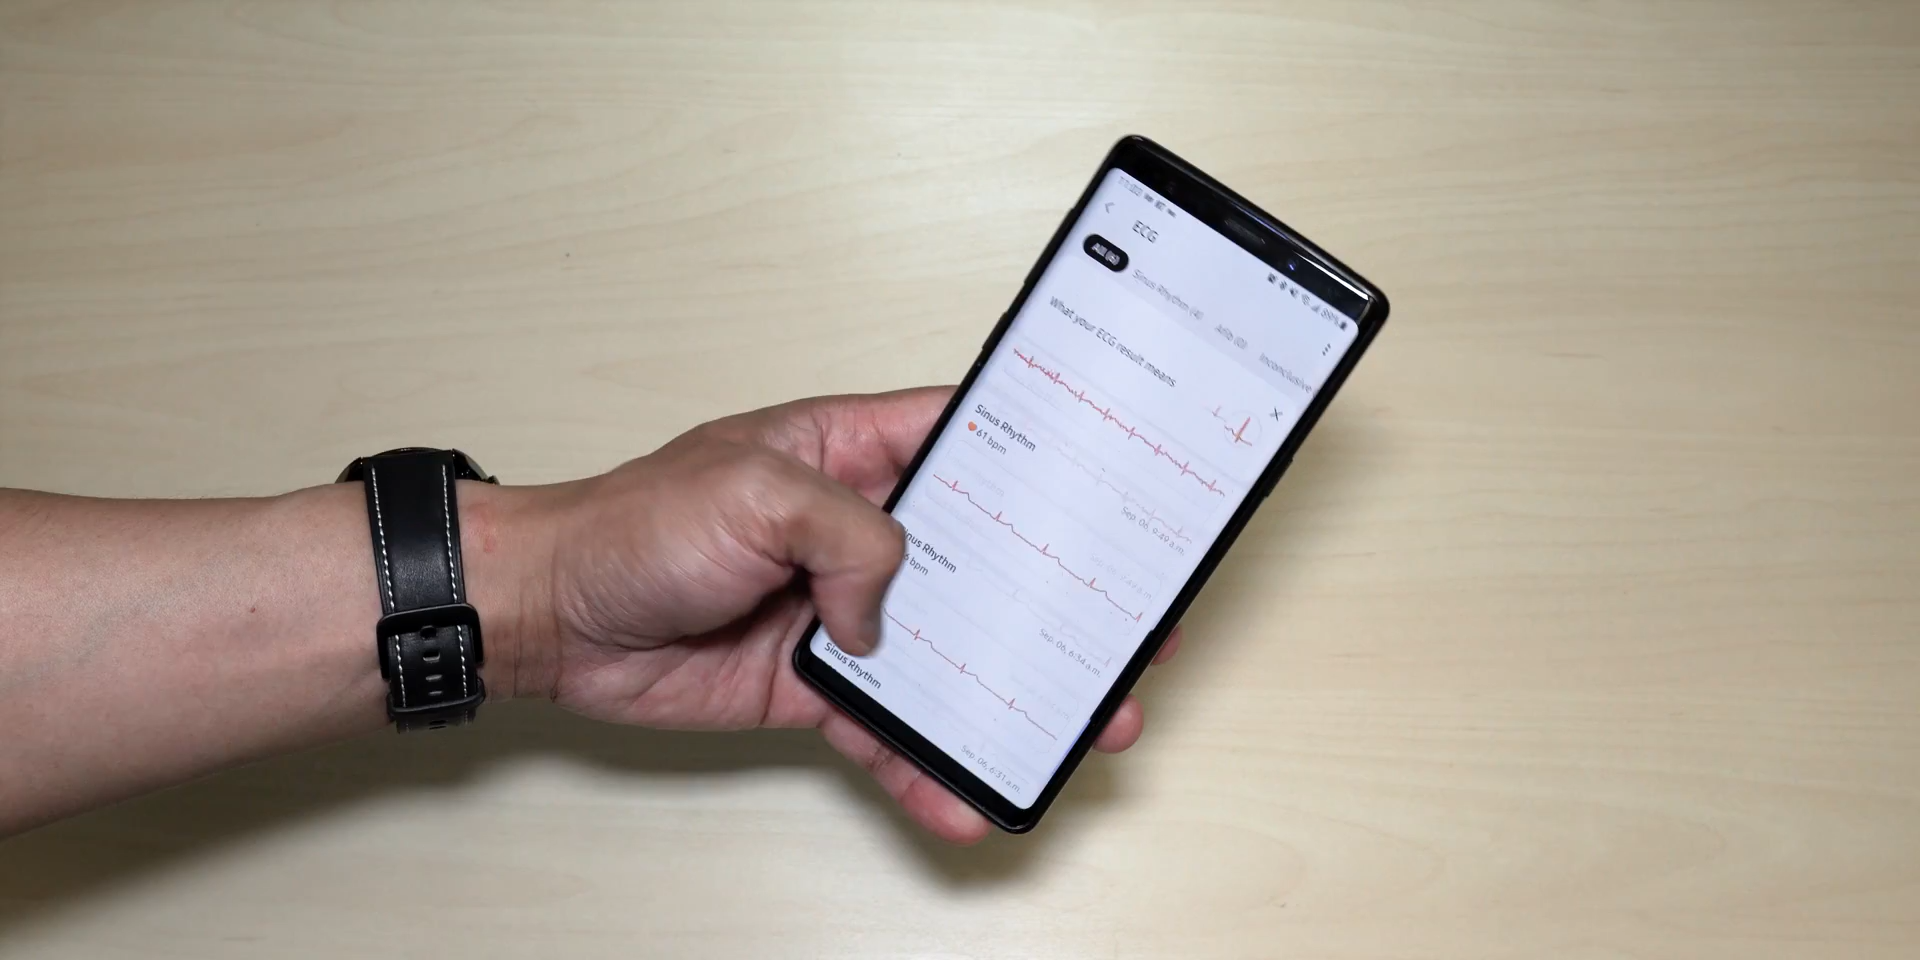 ECG
Sinus Rhythm (4) Afib (0) Inconclusive
What your ECG result means
Sinus Rhythm
61 bpm
Sep. 06, 9:49 a.m.
nus Rhythm
6 bpm
Sep. 06, 6:34 a.m.
Sinus Rhythm
Sep. 06, 6:31 a.m.